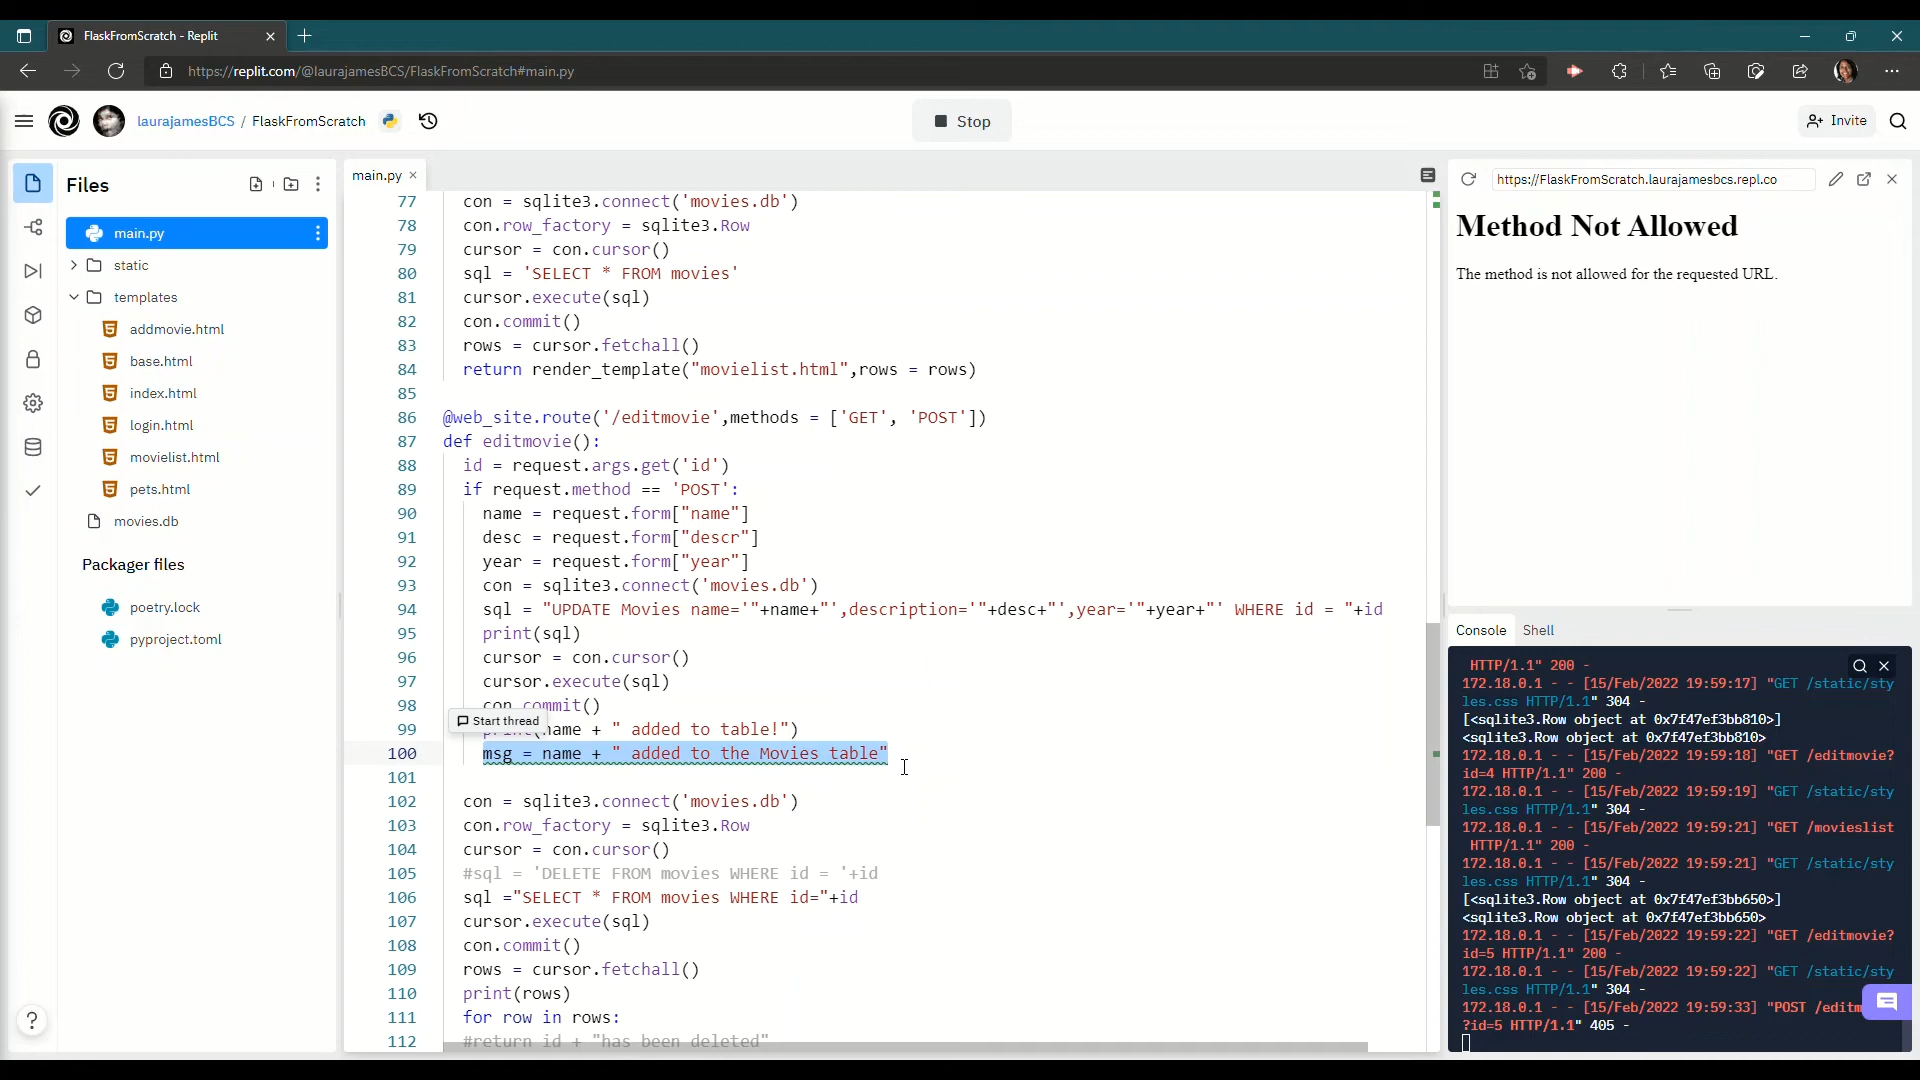 FlaskFromScratch - Replit
https://replit.com/@laurajamesBCS/FlaskFromScratch#main.py
laurajamesBCS / FlaskFromScratch
Stop
Invite
Files
main.py
static
templates
addmovie.html
base.html
index.html
login.html
movielist.html
pets.html
movies.db
Packager files
poetry.lock
pyproject.toml
?
main.py
77 con = sqlite3.connect('movies.db')
78 con.row_factory = sqlite3.Row
79 cursor = con.cursor()
80 sql = 'SELECT * FROM movies'
81 cursor.execute(sql)
82 con.commit()
83 rows = cursor.fetchall()
84 return render_template("movielist.html",rows = rows)
85
86 @web_site.route('/editmovie',methods = ['GET', 'POST'])
87 def editmovie():
88 id = request.args.get('id')
89 if request.method == 'POST':
90 name = request.form["name"]
91 desc = request.form["descr"]
92 year = request.form["year"]
93 con = sqlite3.connect('movies.db')
94 sql = "UPDATE Movies name='"+name+"',description='"+desc+"',year='"+year+"' WHERE id = "+id
95 print(sql)
96 cursor = con.cursor()
97 cursor.execute(sql)
98 con.commit()
Start thread
99 print(name + " added to table!")
100 msg = name + " added to the Movies table"
101
102 con = sqlite3.connect('movies.db')
103 con.row_factory = sqlite3.Row
104 cursor = con.cursor()
105 #sql = 'DELETE FROM movies WHERE id = '+id
106 sql ="SELECT * FROM movies WHERE id="+id
107 cursor.execute(sql)
108 con.commit()
109 rows = cursor.fetchall()
110 print(rows)
111 for row in rows:
112 #return id + "has been deleted"
https://FlaskFromScratch.laurajamesbcs.repl.co
Method Not Allowed
The method is not allowed for the requested URL.
Console Shell
HTTP/1.1" 200 -
172.18.0.1 - - [15/Feb/2022 19:59:17] "GET /static/sty
les.css HTTP/1.1" 304 -
[<sqlite3.Row object at 0x7f47ef3bb810>]
<sqlite3.Row object at 0x7f47ef3bb810>
172.18.0.1 - - [15/Feb/2022 19:59:18] "GET /editmovie?
id=4 HTTP/1.1" 200 -
172.18.0.1 - - [15/Feb/2022 19:59:19] "GET /static/sty
les.css HTTP/1.1" 304 -
172.18.0.1 - - [15/Feb/2022 19:59:21] "GET /movieslist
HTTP/1.1" 200 -
172.18.0.1 - - [15/Feb/2022 19:59:21] "GET /static/sty
les.css HTTP/1.1" 304 -
[<sqlite3.Row object at 0x7f47ef3bb650>]
<sqlite3.Row object at 0x7f47ef3bb650>
172.18.0.1 - - [15/Feb/2022 19:59:22] "GET /editmovie?
id=5 HTTP/1.1" 200 -
172.18.0.1 - - [15/Feb/2022 19:59:22] "GET /static/sty
les.css HTTP/1.1" 304 -
172.18.0.1 - - [15/Feb/2022 19:59:33] "POST /editm
?id=5 HTTP/1.1" 405 -